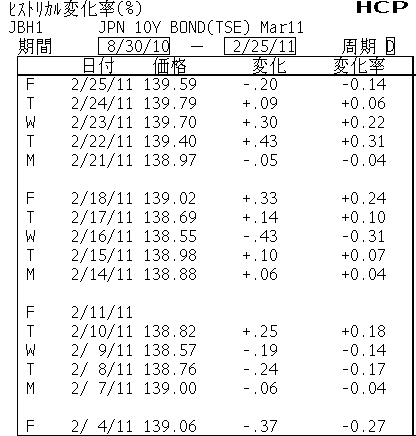 ﾋｽﾄﾘｶﾙ変化率(%) HCP
JBH1 JPN 10Y BOND(TSE) Mar11
期間 8/30/10 － 2/25/11 周期 D
日付 価格 変化 変化率
F 2/25/11 139.59 -.20 -0.14
T 2/24/11 139.79 +.09 +0.06
W 2/23/11 139.70 +.30 +0.22
T 2/22/11 139.40 +.43 +0.31
M 2/21/11 138.97 -.05 -0.04
F 2/18/11 139.02 +.33 +0.24
T 2/17/11 138.69 +.14 +0.10
W 2/16/11 138.55 -.43 -0.31
T 2/15/11 138.98 +.10 +0.07
M 2/14/11 138.88 +.06 +0.04
F 2/11/11
T 2/10/11 138.82 +.25 +0.18
W 2/ 9/11 138.57 -.19 -0.14
T 2/ 8/11 138.76 -.24 -0.17
M 2/ 7/11 139.00 -.06 -0.04
F 2/ 4/11 139.06 -.37 -0.27